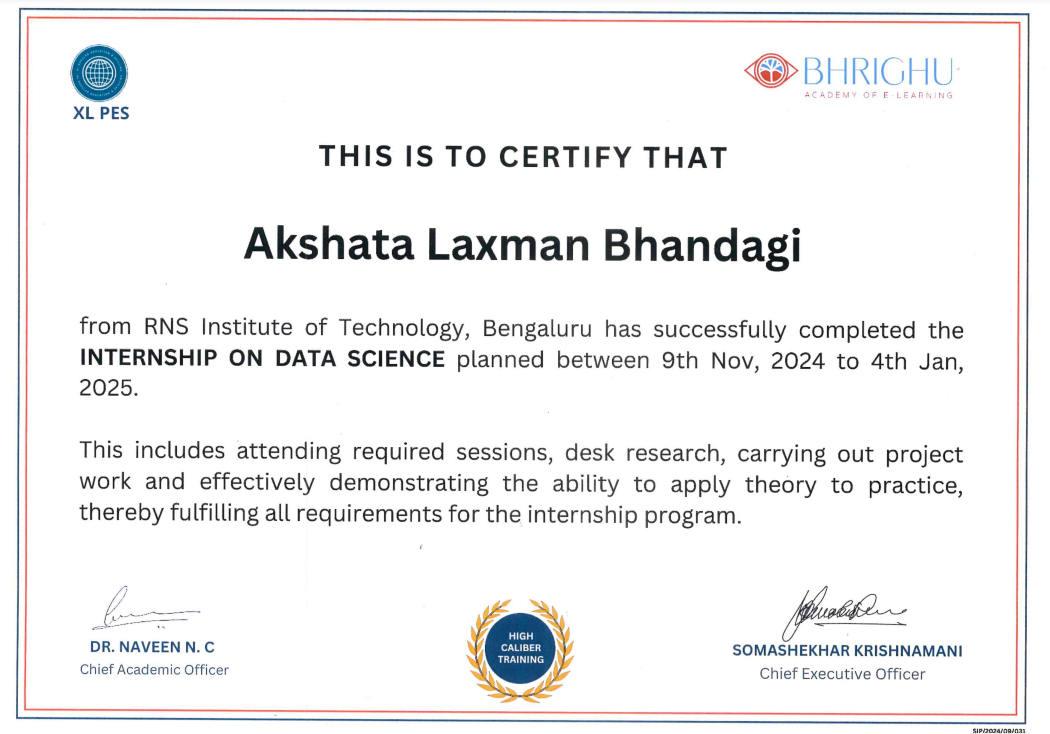 XL PES
BHRIGHU
ACADEMY OF E-LEARNING
THIS IS TO CERTIFY THAT
Akshata Laxman Bhandagi
from RNS Institute of Technology, Bengaluru has successfully completed the
INTERNSHIP ON DATA SCIENCE planned between 9th Nov, 2024 to 4th Jan,
2025.
This includes attending required sessions, desk research, carrying out project
work and effectively demonstrating the ability to apply theory to practice,
thereby fulfilling all requirements for the internship program.
DR. NAVEEN N. C
Chief Academic Officer
HIGH
CALIBER
TRAINING
SOMASHEKHAR KRISHNAMANI
Chief Executive Officer
SIP/2024/09/031